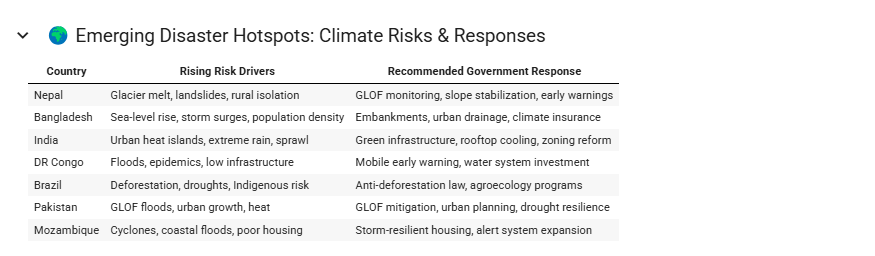 🌍 Emerging Disaster Hotspots: Climate Risks & Responses
Country Rising Risk Drivers Recommended Government Response
Nepal Glacier melt, landslides, rural isolation GLOF monitoring, slope stabilization, early warnings
Bangladesh Sea-level rise, storm surges, population density Embankments, urban drainage, climate insurance
India Urban heat islands, extreme rain, sprawl Green infrastructure, rooftop cooling, zoning reform
DR Congo Floods, epidemics, low infrastructure Mobile early warning, water system investment
Brazil Deforestation, droughts, Indigenous risk Anti-deforestation law, agroecology programs
Pakistan GLOF floods, urban growth, heat GLOF mitigation, urban planning, drought resilience
Mozambique Cyclones, coastal floods, poor housing Storm-resilient housing, alert system expansion